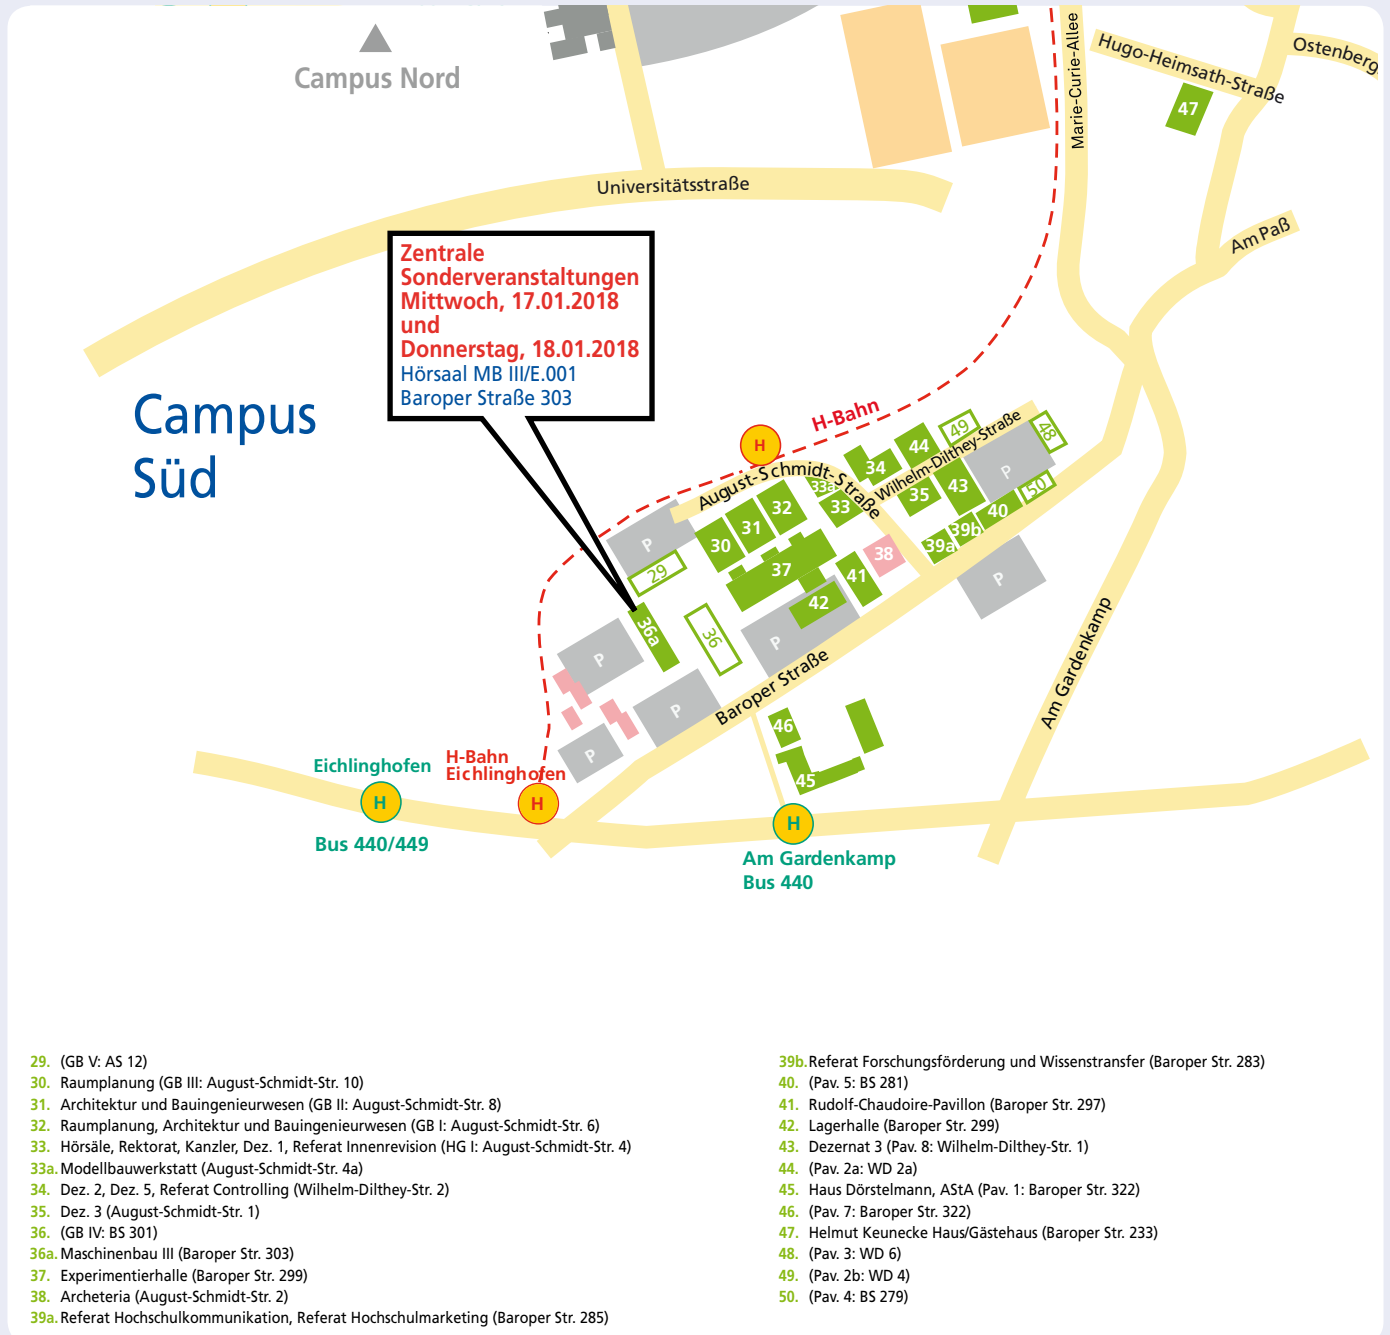 Campus Nord
Marie-Curie-Allee
Hugo-Heimsath-Straße
Ostenberg
47
Universitätsstraße
Am Paß
Zentrale
Sonderveranstaltungen
Mittwoch, 17.01.2018
und
Donnerstag, 18.01.2018
Hörsaal MB III/E.001
Baroper Straße 303
Campus
Süd
H-Bahn
H
49
48
44
Wilhelm-Dilthey-Straße
34
P
August-Schmidt-Straße
33a
35
43
50
32
33
40
31
39b
30
39a
P
38
37
29
41
P
42
36a
36
P
P
Baroper Straße
Am Gardenkamp
P
46
P
45
Eichlinghofen
H
Bus 440/449
H-Bahn
Eichlinghofen
H
H
Am Gardenkamp
Bus 440
29. (GB V: AS 12)
30. Raumplanung (GB III: August-Schmidt-Str. 10)
31. Architektur und Bauingenieurwesen (GB II: August-Schmidt-Str. 8)
32. Raumplanung, Architektur und Bauingenieurwesen (GB I: August-Schmidt-Str. 6)
33. Hörsäle, Rektorat, Kanzler, Dez. 1, Referat Innenrevision (HG I: August-Schmidt-Str. 4)
33a. Modellbauwerkstatt (August-Schmidt-Str. 4a)
34. Dez. 2, Dez. 5, Referat Controlling (Wilhelm-Dilthey-Str. 2)
35. Dez. 3 (August-Schmidt-Str. 1)
36. (GB IV: BS 301)
36a. Maschinenbau III (Baroper Str. 303)
37. Experimentierhalle (Baroper Str. 299)
38. Archeteria (August-Schmidt-Str. 2)
39a. Referat Hochschulkommunikation, Referat Hochschulmarketing (Baroper Str. 285)
39b. Referat Forschungsförderung und Wissenstransfer (Baroper Str. 283)
40. (Pav. 5: BS 281)
41. Rudolf-Chaudoire-Pavillon (Baroper Str. 297)
42. Lagerhalle (Baroper Str. 299)
43. Dezernat 3 (Pav. 8: Wilhelm-Dilthey-Str. 1)
44. (Pav. 2a: WD 2a)
45. Haus Dörstelmann, AStA (Pav. 1: Baroper Str. 322)
46. (Pav. 7: Baroper Str. 322)
47. Helmut Keunecke Haus/Gästehaus (Baroper Str. 233)
48. (Pav. 3: WD 6)
49. (Pav. 2b: WD 4)
50. (Pav. 4: BS 279)